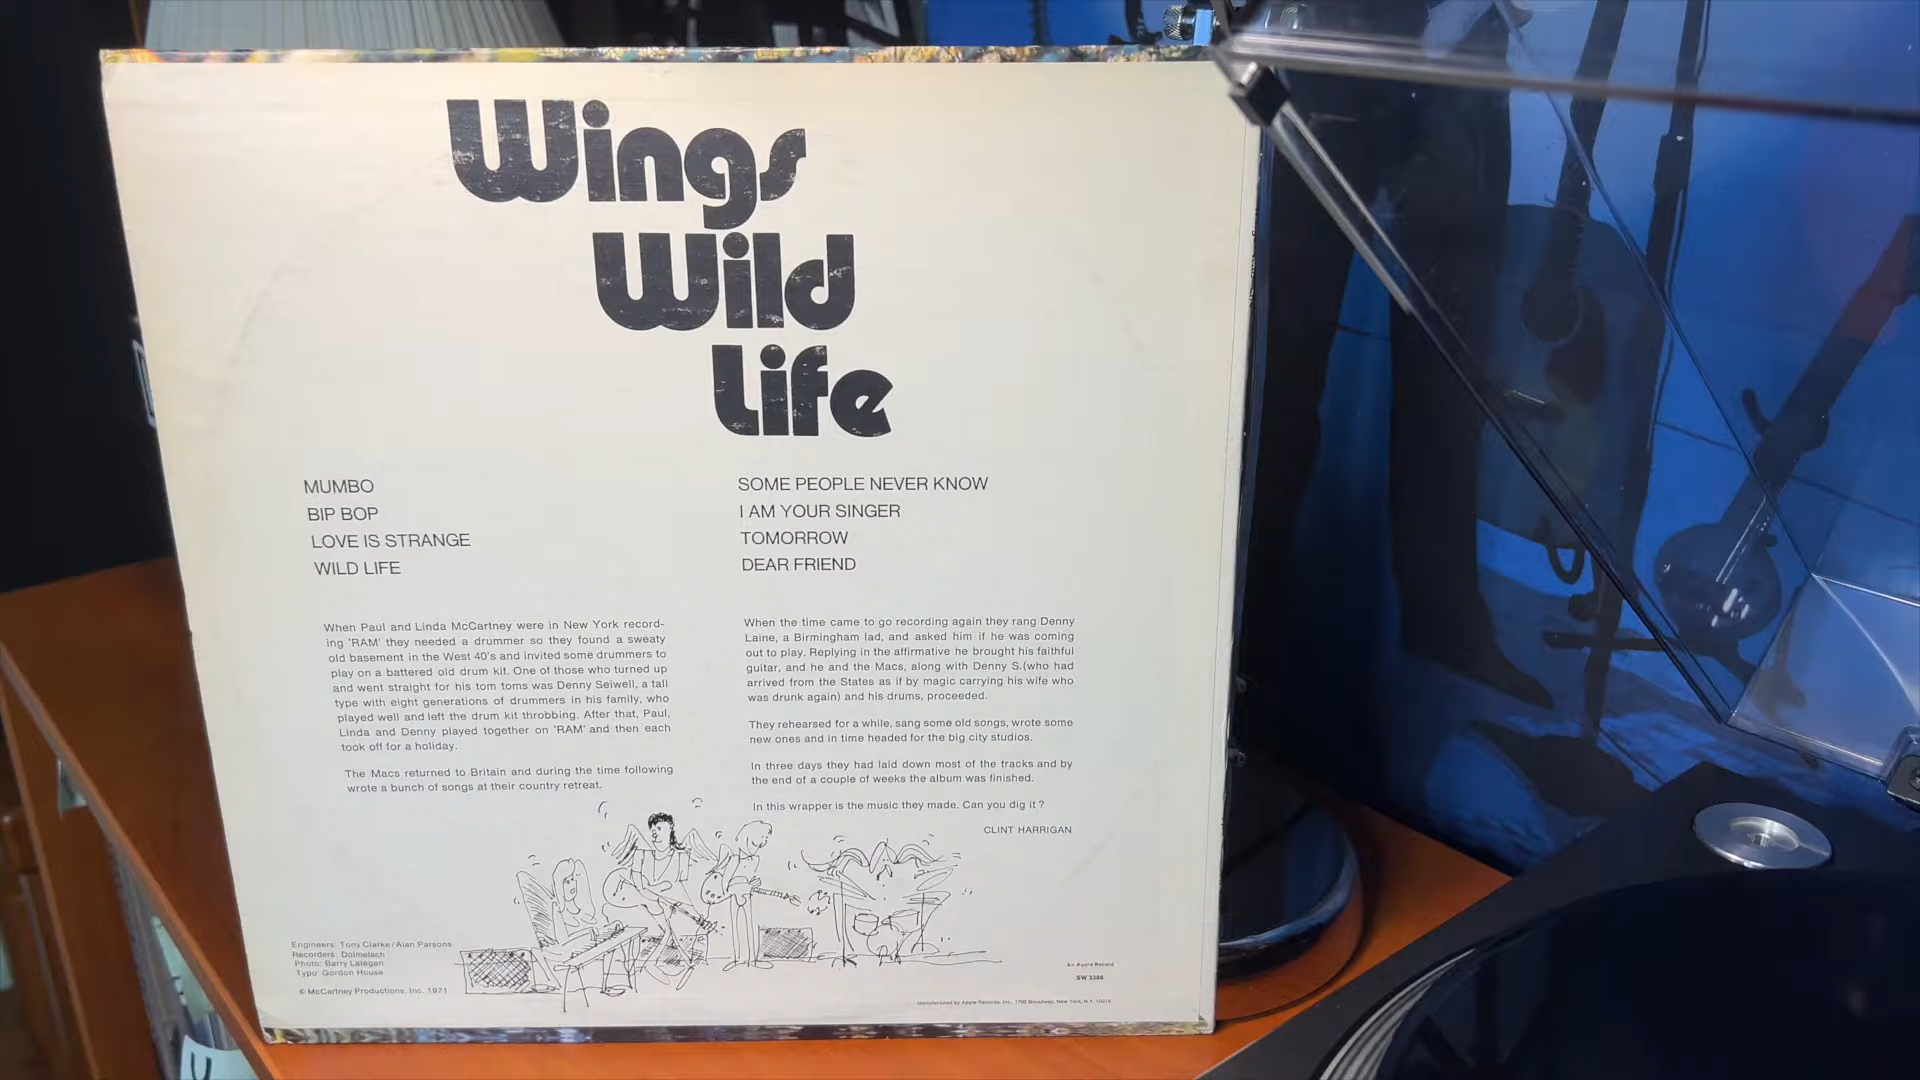 Wings
Wild
Life
MUMBO
BIP BOP
LOVE IS STRANGE
WILD LIFE
SOME PEOPLE NEVER KNOW
I AM YOUR SINGER
TOMORROW
DEAR FRIEND
When Paul and Linda McCartney were in New York record-
ing 'RAM' they needed a drummer so they found a sweaty
old basement in the West 40's and invited some drummers to
play on a battered old drum kit. One of those who turned up
and went straight for his tom toms was Denny Seiwell, a tall
type with eight generations of drummers in his family, who
played well and left the drum kit throbbing. After that, Paul,
Linda and Denny played together on 'RAM' and then each
took off for a holiday.
The Macs returned to Britain and during the time following
wrote a bunch of songs at their country retreat.
When the time came to go recording again they rang Denny
Laine, a Birmingham lad, and asked him if he was coming
out to play. Replying in the affirmative he brought his faithful
guitar, and he and the Macs, along with Denny S.(who had
arrived from the States as if by magic carrying his wife who
was drunk again) and his drums, proceeded.
They rehearsed for a while, sang some old songs, wrote some
new ones and in time headed for the big city studios.
In three days they had laid down most of the tracks and by
the end of a couple of weeks the album was finished.
In this wrapper is the music they made. Can you dig it ?
CLINT HARRIGAN
Engineers: Tony Clarke/Alan Parsons
Recorders: Dolmetsch
Photo: Barry Lategan
Typo: Gordon House
© McCartney Productions, Inc. 1971
An Apple Record
SW 3386
Manufactured by Apple Records, Inc., 1700 Broadway, New York, N.Y. 10019
U